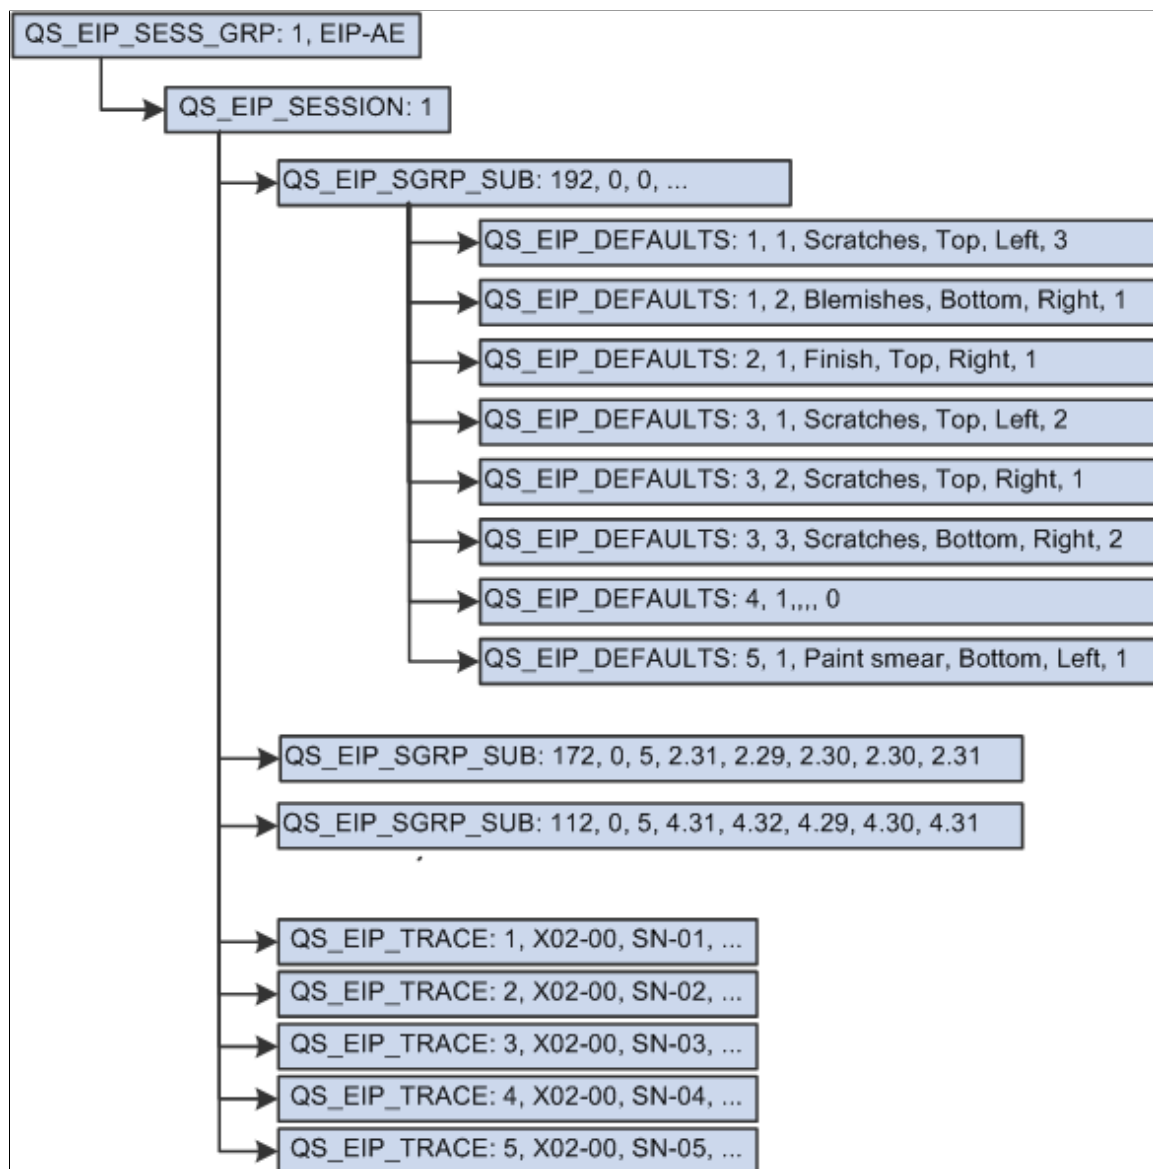 QS_EIP_SESS_GRP: 1, EIP-AE
QS_EIP_SESSION: 1
QS_EIP_SGRP_SUB: 192, 0, 0, ...
QS_EIP_DEFAULTS: 1, 1, Scratches, Top, Left, 3
QS_EIP_DEFAULTS: 1, 2, Blemishes, Bottom, Right, 1
QS_EIP_DEFAULTS: 2, 1, Finish, Top, Right, 1
QS_EIP_DEFAULTS: 3, 1, Scratches, Top, Left, 2
QS_EIP_DEFAULTS: 3, 2, Scratches, Top, Right, 1
QS_EIP_DEFAULTS: 3, 3, Scratches, Bottom, Right, 2
QS_EIP_DEFAULTS: 4, 1,,,, 0
QS_EIP_DEFAULTS: 5, 1, Paint smear, Bottom, Left, 1
QS_EIP_SGRP_SUB: 172, 0, 5, 2.31, 2.29, 2.30, 2.30, 2.31
QS_EIP_SGRP_SUB: 112, 0, 5, 4.31, 4.32, 4.29, 4.30, 4.31
QS_EIP_TRACE: 1, X02-00, SN-01, ...
QS_EIP_TRACE: 2, X02-00, SN-02, ...
QS_EIP_TRACE: 3, X02-00, SN-03, ...
QS_EIP_TRACE: 4, X02-00, SN-04, ...
QS_EIP_TRACE: 5, X02-00, SN-05, ...